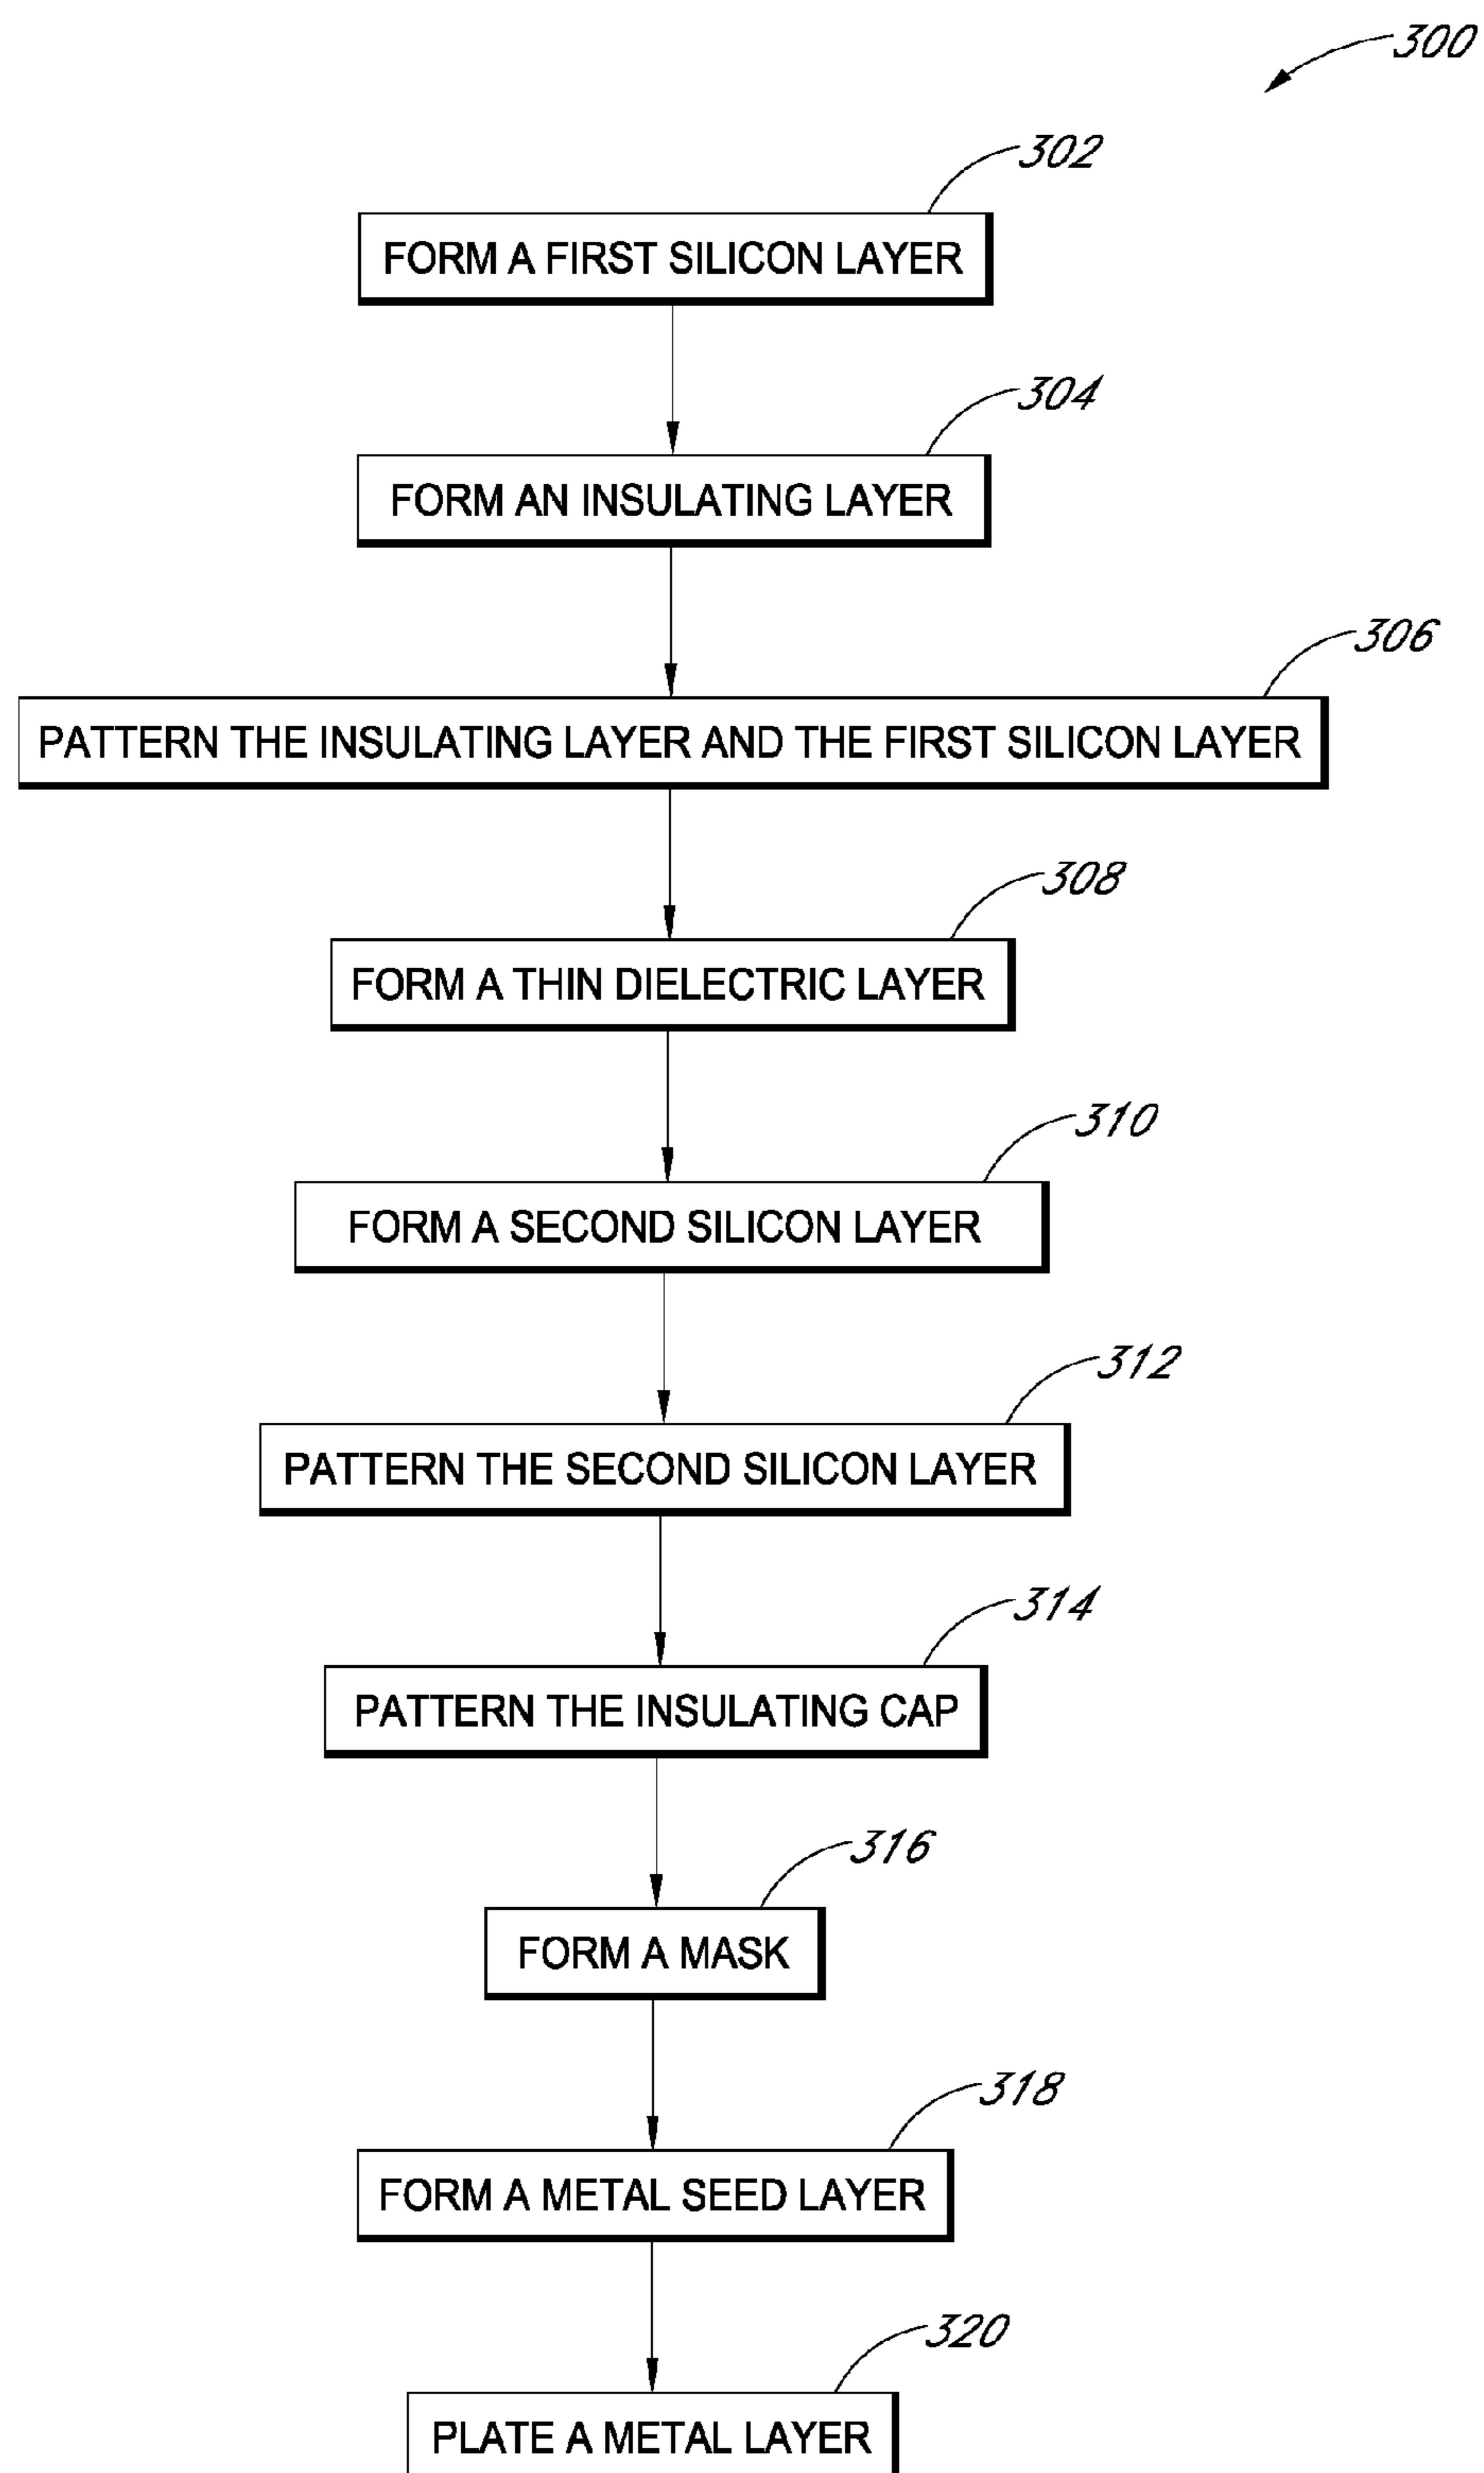 300
302
FORM A FIRST SILICON LAYER
304
FORM AN INSULATING LAYER
306
PATTERN THE INSULATING LAYER AND THE FIRST SILICON LAYER
308
FORM A THIN DIELECTRIC LAYER
310
FORM A SECOND SILICON LAYER
312
PATTERN THE SECOND SILICON LAYER
314
PATTERN THE INSULATING CAP
316
FORM A MASK
318
FORM A METAL SEED LAYER
320
PLATE A METAL LAYER